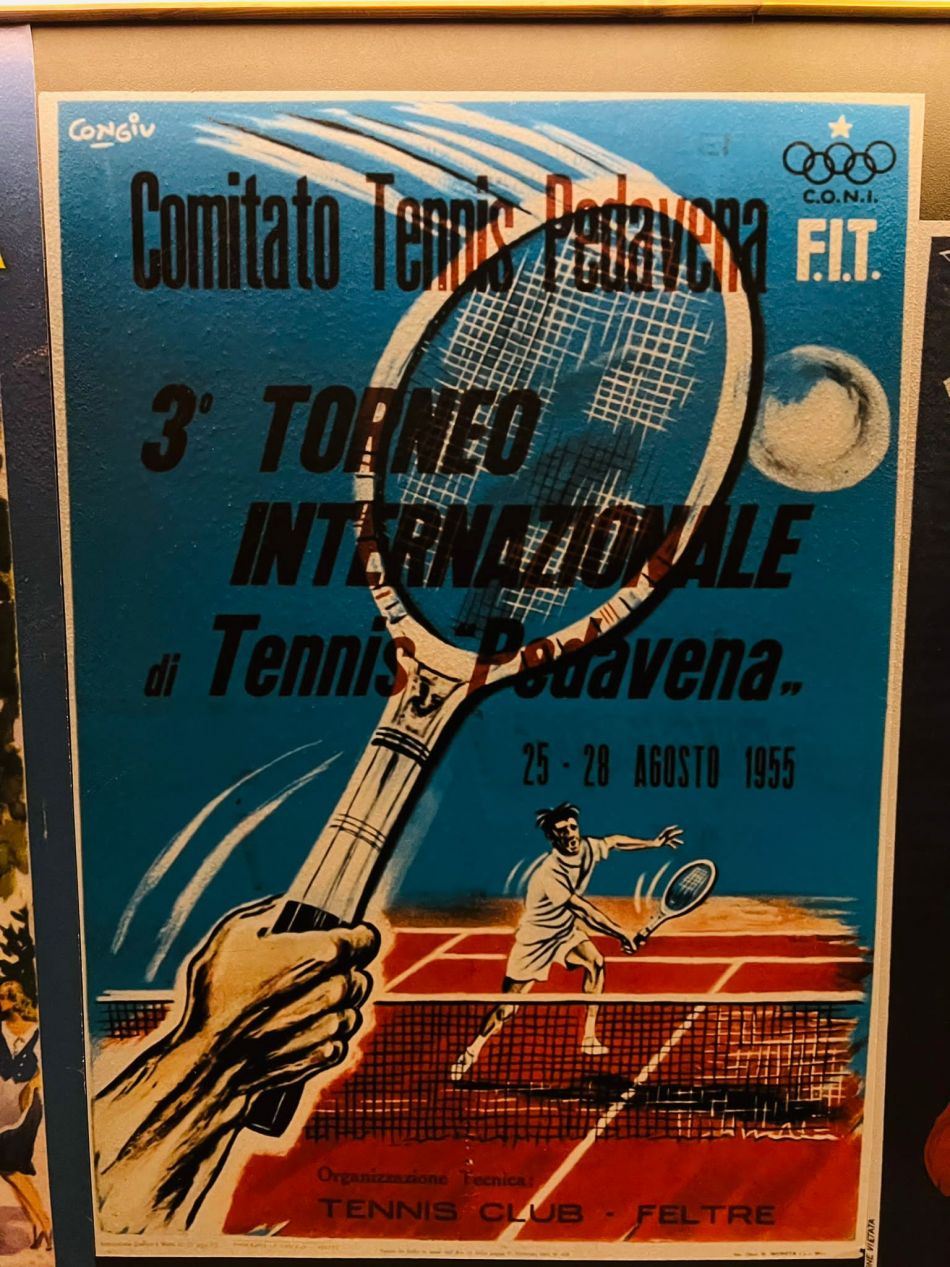 CONGIU
C.O.N.I.
F.I.T.
Comitato Tennis Pedavena
3° TORNEO
INTERNAZIONALE
di Tennis "Pedavena„
25 - 28 AGOSTO 1955
Organizzazione Tecnica:
TENNIS CLUB - FELTRE
VIETATA